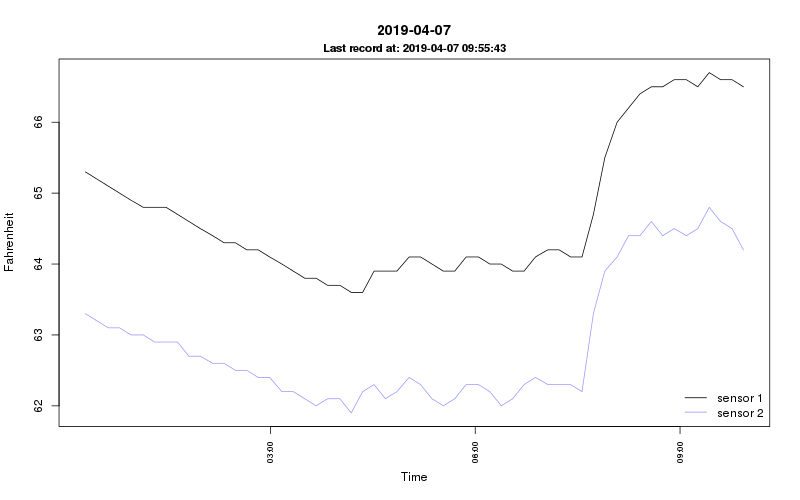 2019-04-07
Last record at: 2019-04-07 09:55:43
Fahrenheit
66
65
64
63
62
sensor 1
sensor 2
03:00
06:00
09:00
Time